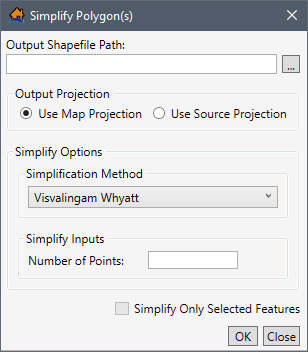 Simplify Polygon(s)
Output Shapefile Path:
...
Output Projection
Use Map Projection Use Source Projection
Simplify Options
Simplification Method
Visvalingam Whyatt
Simplify Inputs
Number of Points:
Simplify Only Selected Features
OK Close